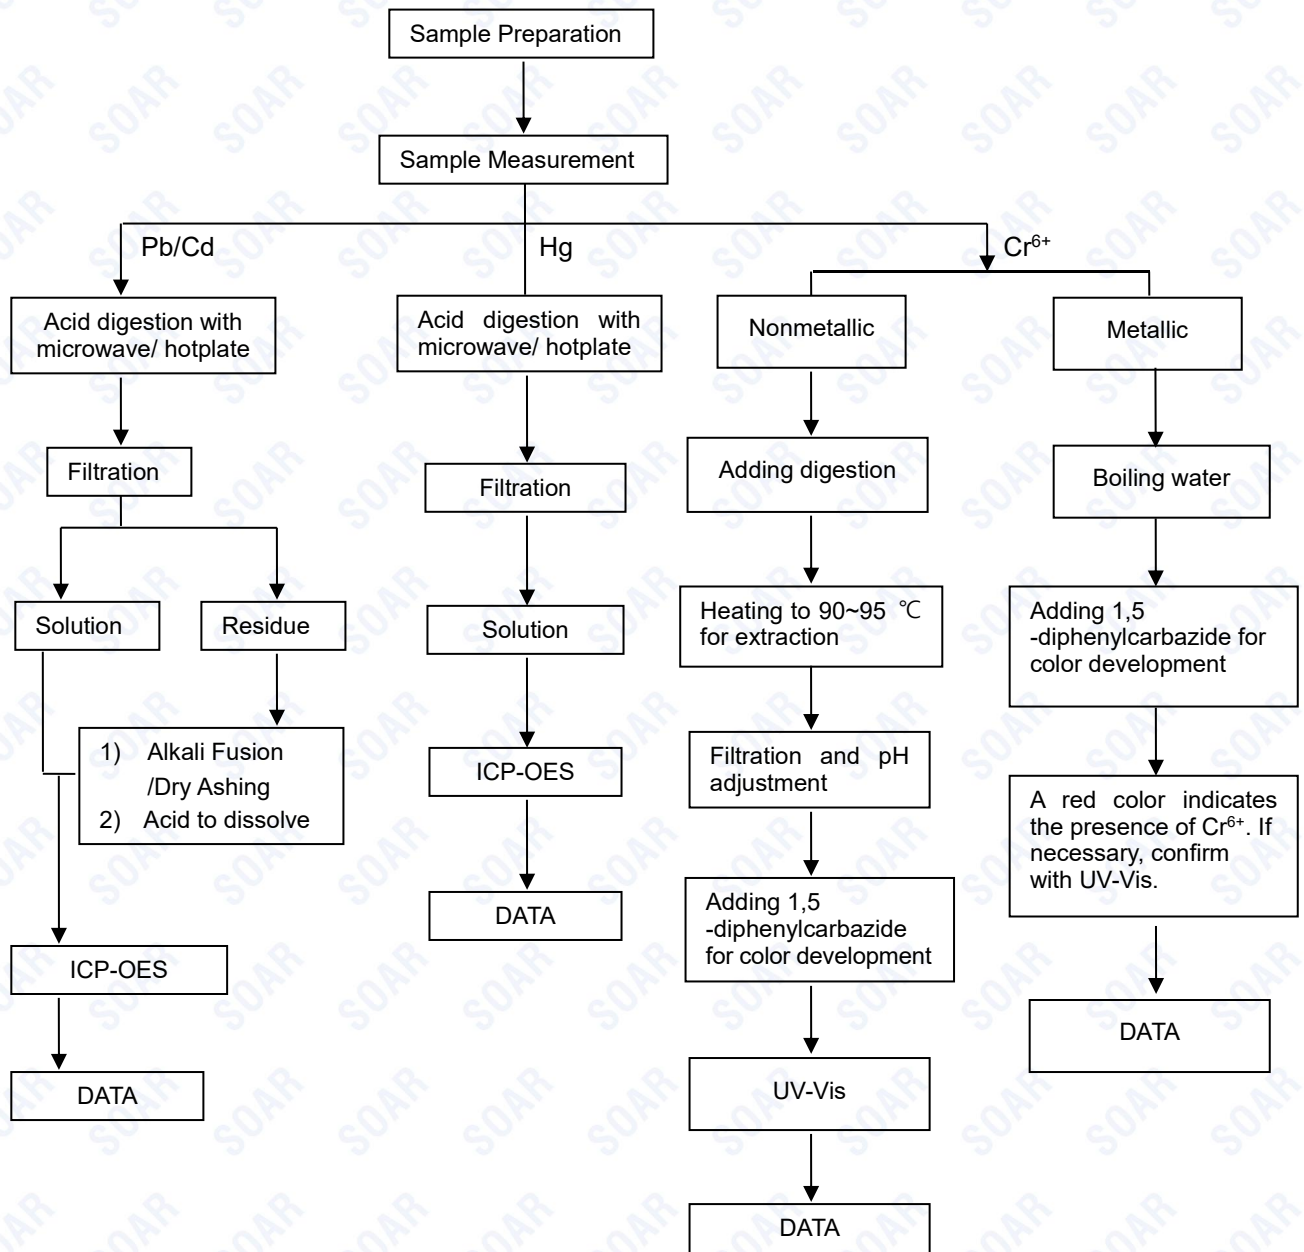 Sample Preparation
Sample Measurement
Pb/Cd
Hg
Cr⁶⁺
Acid digestion with
microwave/ hotplate
Filtration
Solution
Residue
1) Alkali Fusion
/Dry Ashing
2) Acid to dissolve
ICP-OES
DATA
Acid digestion with
microwave/ hotplate
Filtration
Solution
ICP-OES
DATA
Nonmetallic
Adding digestion
Heating to 90~95 ℃
for extraction
Filtration and pH
adjustment
Adding 1,5
-diphenylcarbazide
for color development
UV-Vis
DATA
Metallic
Boiling water
Adding 1,5
-diphenylcarbazide for
color development
A red color indicates
the presence of Cr⁶⁺. If
necessary, confirm
with UV-Vis.
DATA
SOAR